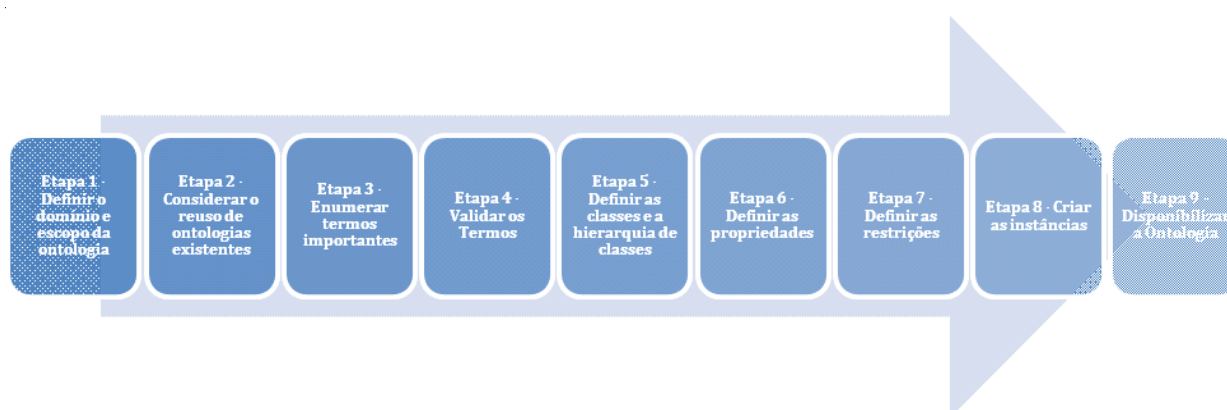 Etapa 1 -
Definir o
domínio e
escopo da
ontologia
Etapa 2 -
Considerar o
reuso de
ontologias
existentes
Etapa 3 -
Enumerar
termos
importantes
Etapa 4 -
Validar os
Termos
Etapa 5 -
Definir as
classes e a
hierarquia de
classes
Etapa 6 -
Definir as
propriedades
Etapa 7 -
Definir as
restrições
Etapa 8 - Criar
as instâncias
Etapa 9 -
Disponibilizar
a Ontologia